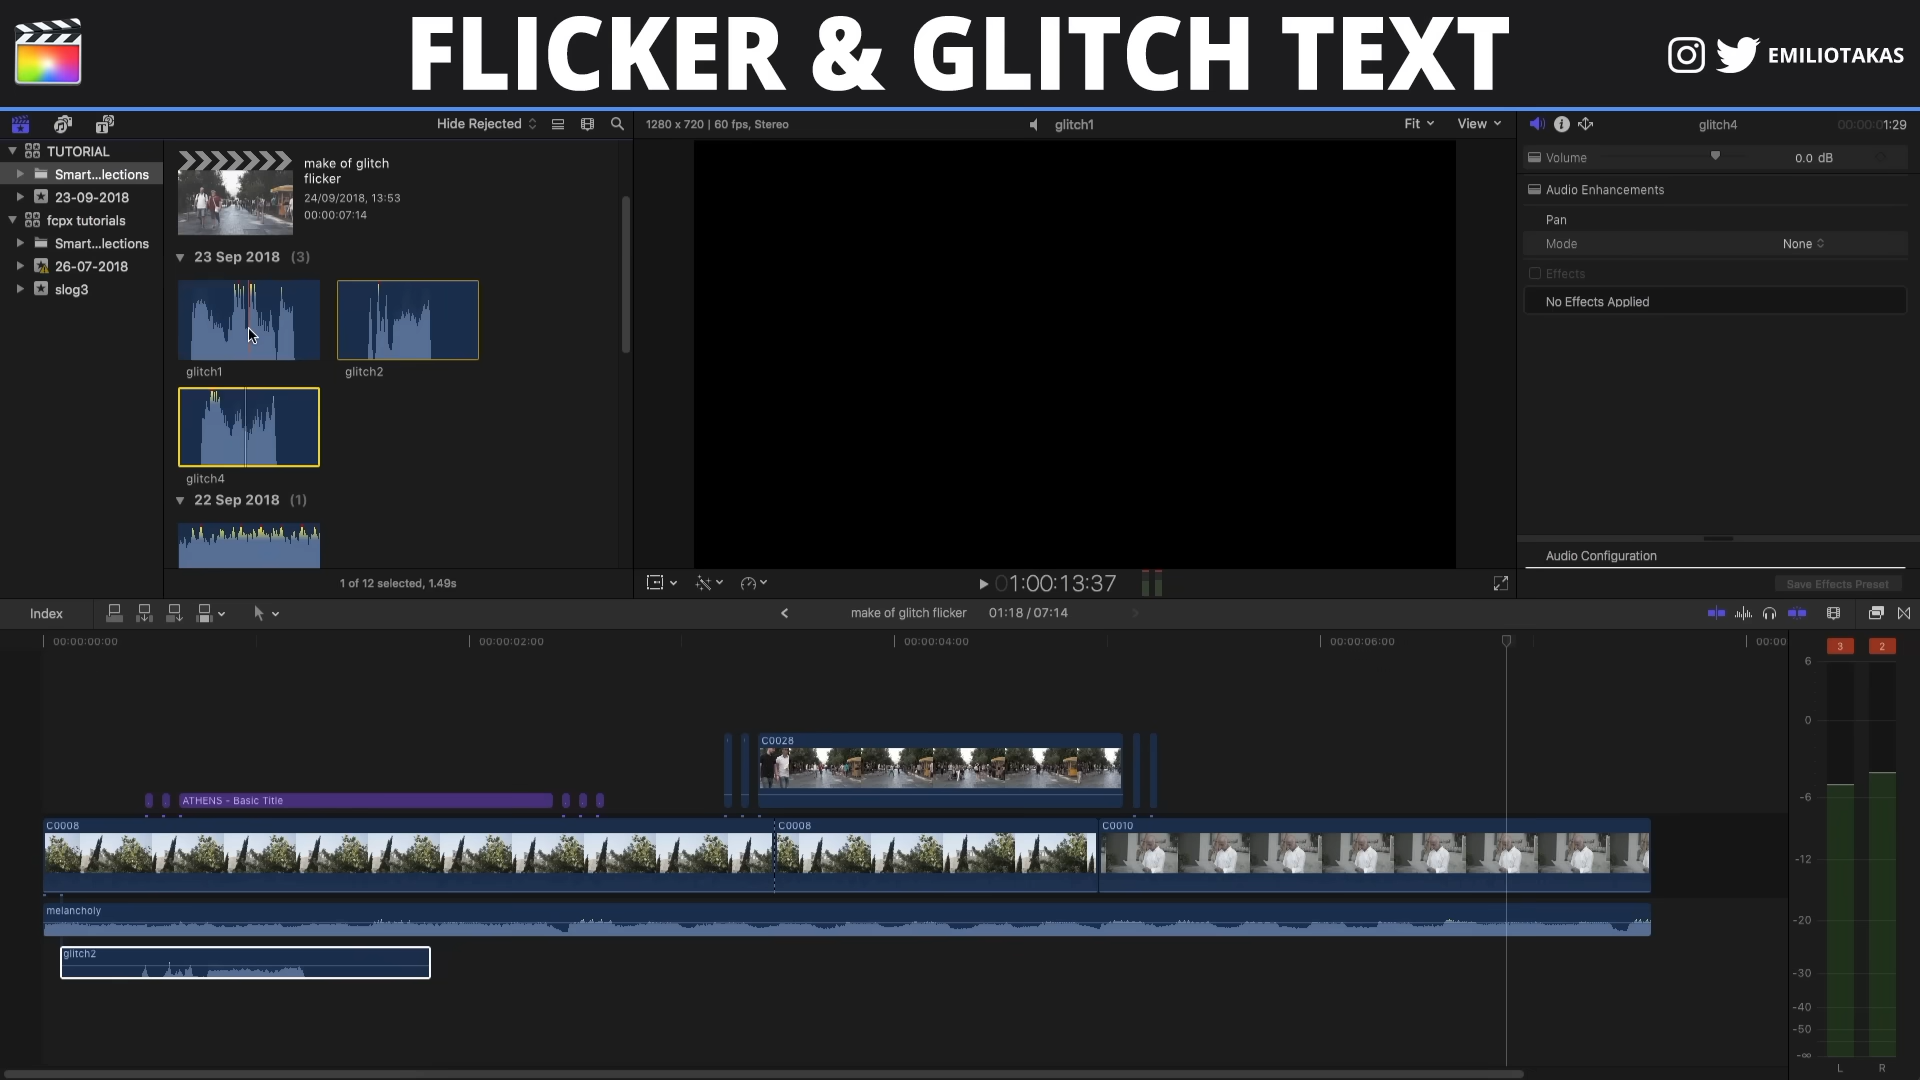 FLICKER & GLITCH TEXT
EMILIOTAKAS
Hide Rejected
1280 x 720 | 60 fps, Stereo
glitch1
Fit
View
glitch4
1:29
TUTORIAL
Smart...lections
23-09-2018
fcpx tutorials
Smart...lections
26-07-2018
slog3
make of glitch
flicker
24/09/2018, 13:53
00:00:07:14
23 Sep 2018 (3)
glitch1
glitch2
glitch4
22 Sep 2018 (1)
1 of 12 selected, 1.49s
01:00:13:37
Volume
0.0 dB
Audio Enhancements
Pan
Mode
None
Effects
No Effects Applied
Audio Configuration
Save Effects Preset
Index
make of glitch flicker
01:18 / 07:14
00:00:00:00
00:00:02:00
00:00:04:00
00:00:06:00
00:00
C0028
ATHENS - Basic Title
C0008
C0008
C0010
melancholy
glitch2
3
2
6
0
-6
-12
-20
-30
-40
-50
-∞
L
R